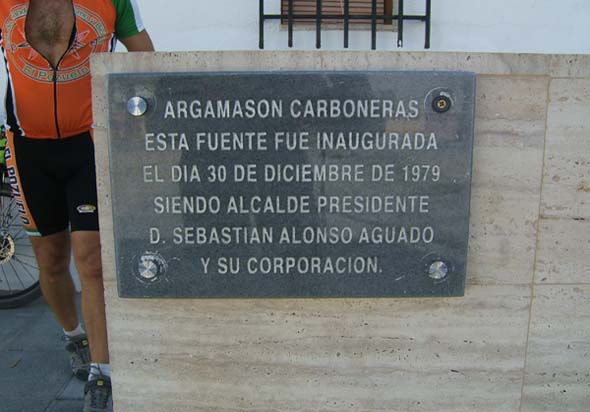 ARGAMASON CARBONERAS
ESTA FUENTE FUE INAUGURADA
EL DIA 30 DE DICIEMBRE DE 1979
SIENDO ALCALDE PRESIDENTE
D. SEBASTIAN ALONSO AGUADO
Y SU CORPORACION.